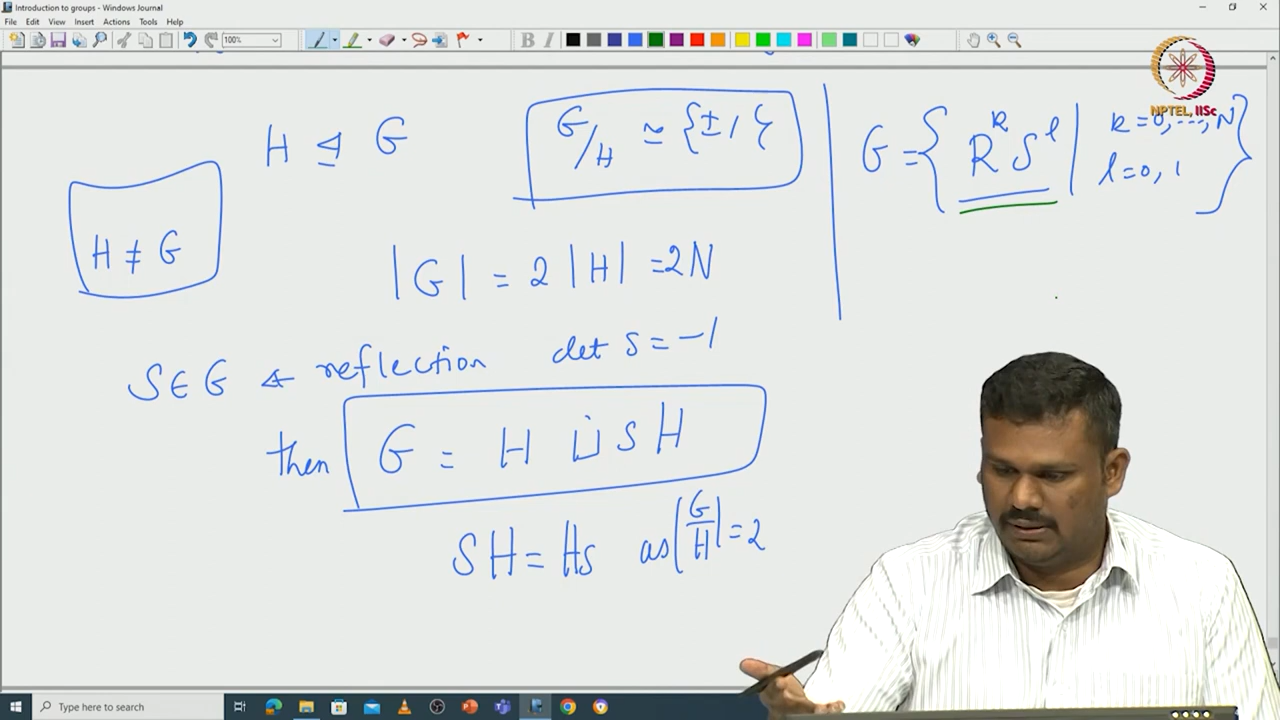 Introduction to groups - Windows Journal
File Edit View Insert Actions Tools Help
100%
B I
NPTEL, IISc
H ⊴ G
G/H ≃ {±1}
H ≠ G
|G| = 2|H| = 2N
S ∈ G ← reflection det S = -1
then G = H ⊔ SH
SH = HS as |G/H| = 2
G = { R^k S^l | k = 0, ..., N
l = 0, 1 }
Type here to search